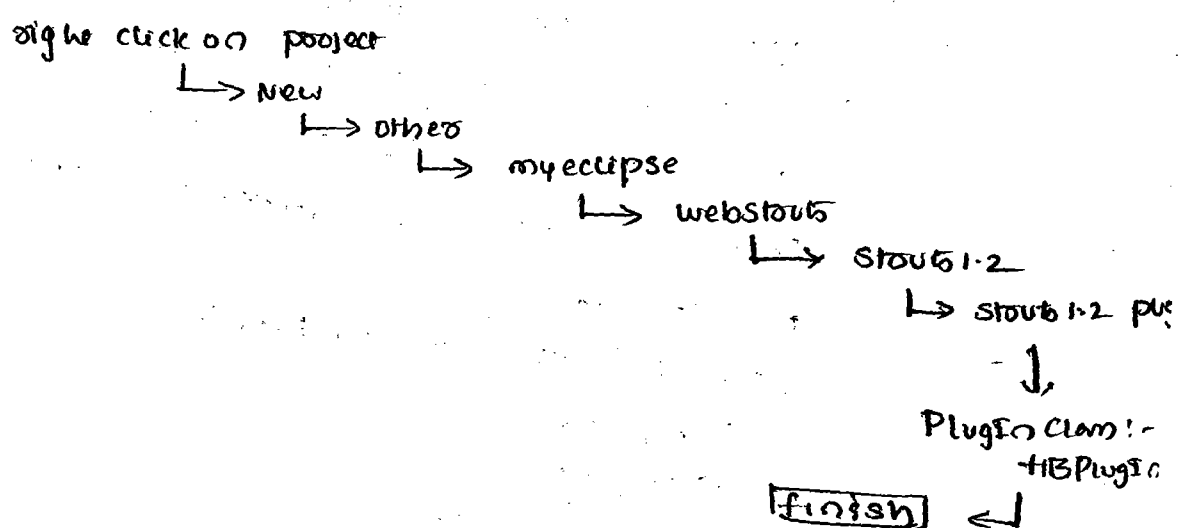 right click on project
↳ New
↳ other
↳ myeclipse
↳ webstruts
↳ struts 1.2
↳ struts 1.2 plu
↓
PlugIn Class:-
HBPlugIn
finish ↵